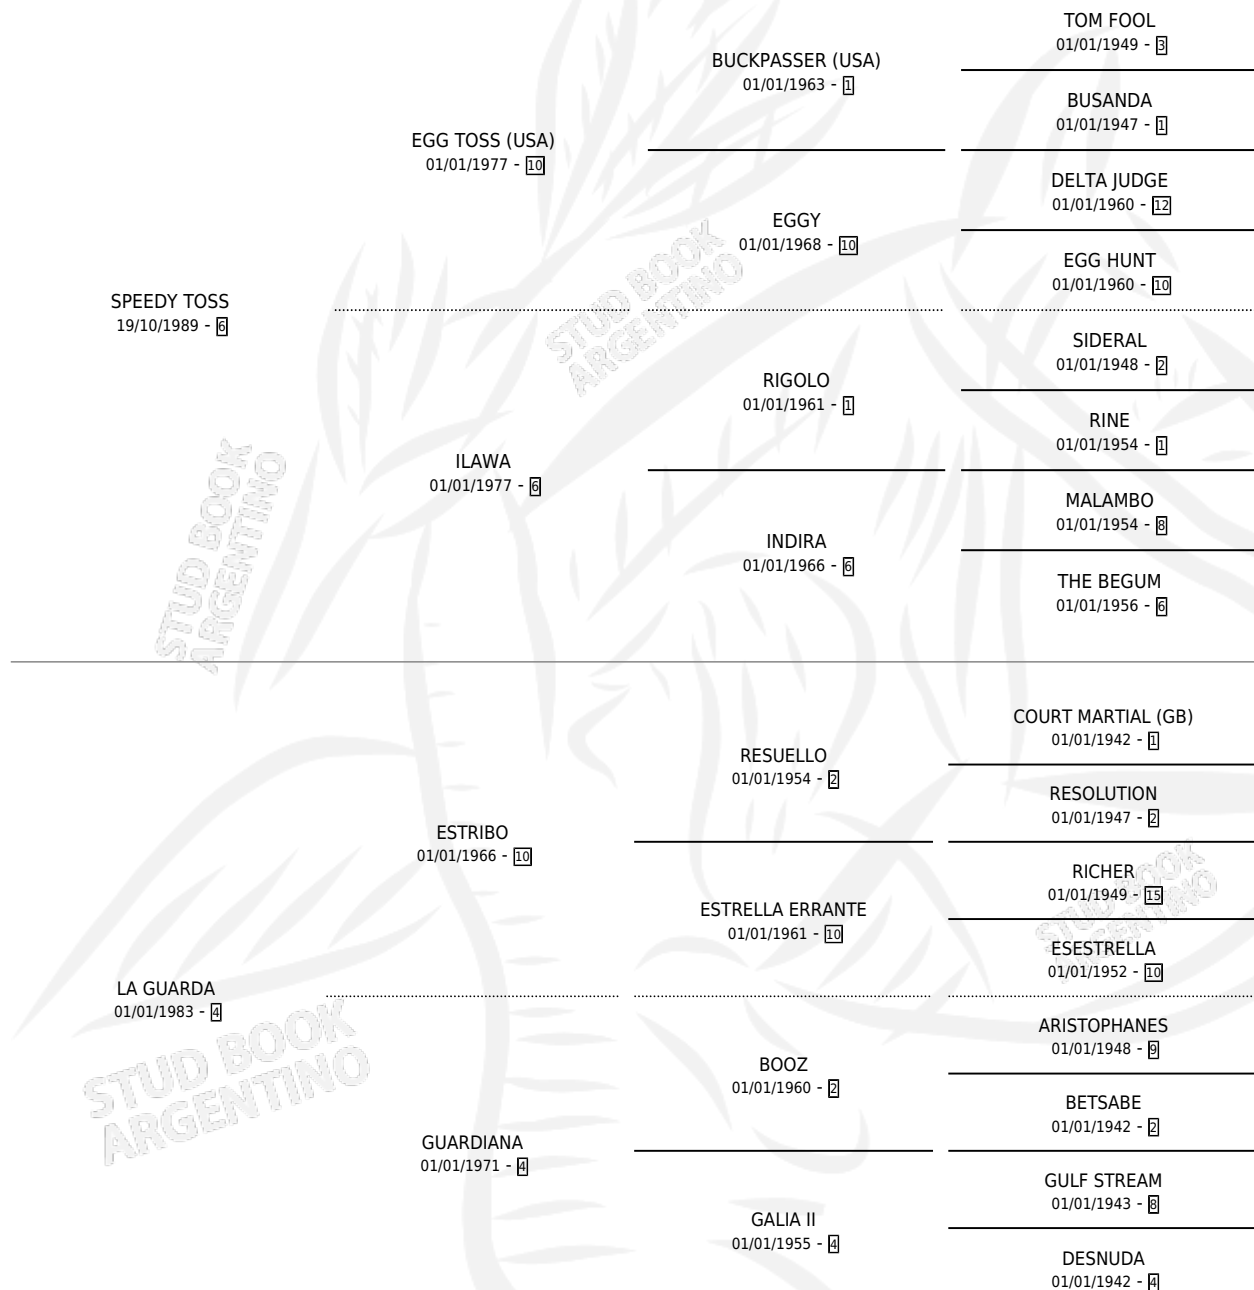 TOM FOOL
01/01/1949 - 3
BUCKPASSER (USA)
01/01/1963 - 1
BUSANDA
01/01/1947 - 1
EGG TOSS (USA)
01/01/1977 - 10
DELTA JUDGE
01/01/1960 - 12
EGGY
01/01/1968 - 10
EGG HUNT
01/01/1960 - 10
SPEEDY TOSS
19/10/1989 - 6
SIDERAL
01/01/1948 - 2
RIGOLO
01/01/1961 - 1
RINE
01/01/1954 - 1
ILAWA
01/01/1977 - 6
MALAMBO
01/01/1954 - 8
INDIRA
01/01/1966 - 6
THE BEGUM
01/01/1956 - 6
COURT MARTIAL (GB)
01/01/1942 - 1
RESUELLO
01/01/1954 - 2
RESOLUTION
01/01/1947 - 2
ESTRIBO
01/01/1966 - 10
RICHER
01/01/1949 - 15
ESTRELLA ERRANTE
01/01/1961 - 10
ESESTRELLA
01/01/1952 - 10
LA GUARDA
01/01/1983 - 4
ARISTOPHANES
01/01/1948 - 9
BOOZ
01/01/1960 - 2
BETSABE
01/01/1942 - 2
GUARDIANA
01/01/1971 - 4
GULF STREAM
01/01/1943 - 8
GALIA II
01/01/1955 - 4
DESNUDA
01/01/1942 - 4
STUD BOOK
ARGENTINO
STUD BOOK
ARGENTINO
STUD BOOK
ARGENTINO
STUD BOOK
ARGENTINO